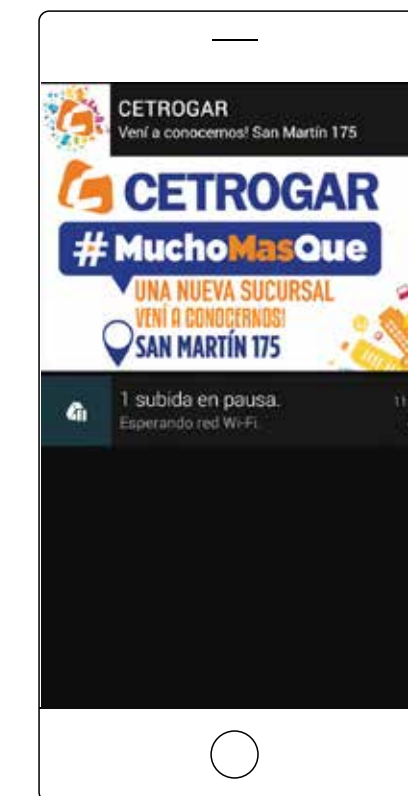 CETROGAR
Vení a conocernos! San Martín 175
CETROGAR
#MuchoMasQue
UNA NUEVA SUCURSAL
VENÍ A CONOCERNOS!
SAN MARTÍN 175
1 subida en pausa.
Esperando red Wi-Fi.